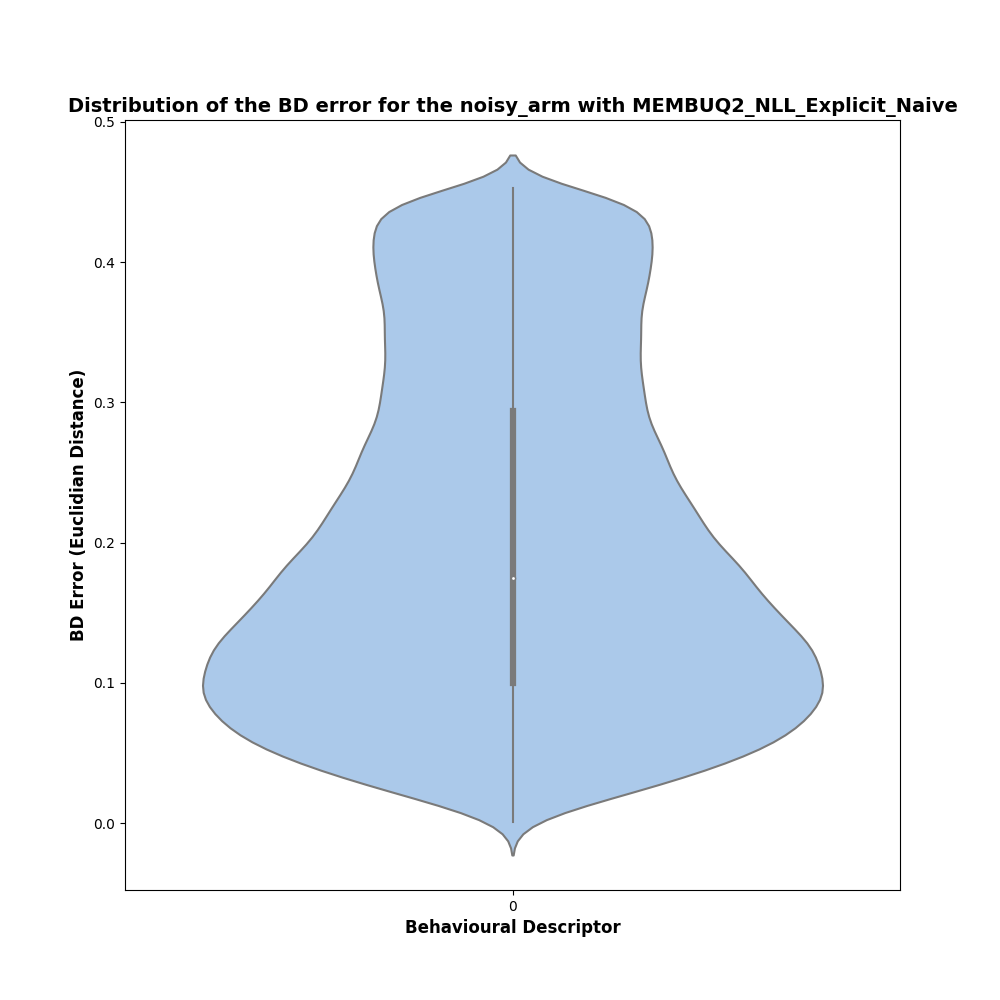 Distribution of the BD error for the noisy_arm with MEMBUQ2_NLL_Explicit_Naive
0.5
0.4
0.3
0.2
0.1
0.0
BD Error (Euclidian Distance)
0
Behavioural Descriptor